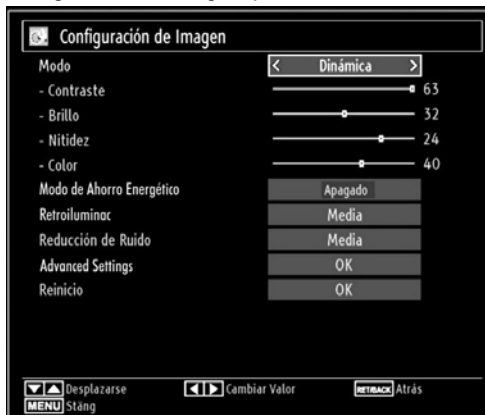 Configuración de Imagen
Modo < Dinámica >
- Contraste 63
- Brillo 32
- Nitidez 24
- Color 40
Modo de Ahorro Energético Apagado
Retroiluminac Media
Reducción de Ruido Media
Advanced Settings OK
Reinicio OK
Desplazarse Cambiar Valor RET/BACK Atrás
MENU Stäng